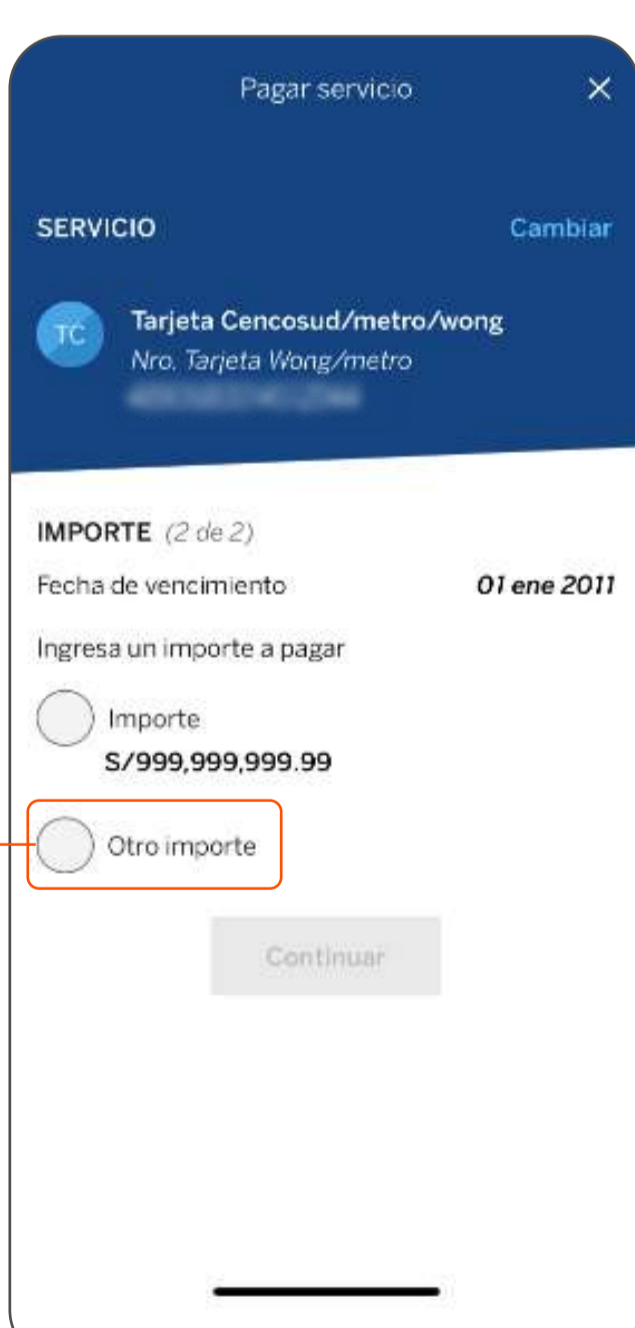 Pagar servicio
SERVICIO Cambiar
TC
Tarjeta Cencosud/metro/wong
Nro. Tarjeta Wong/metro
IMPORTE (2 de 2)
Fecha de vencimiento 01 ene 2011
Ingresa un importe a pagar
Importe
S/999,999,999.99
Otro importe
Continuar